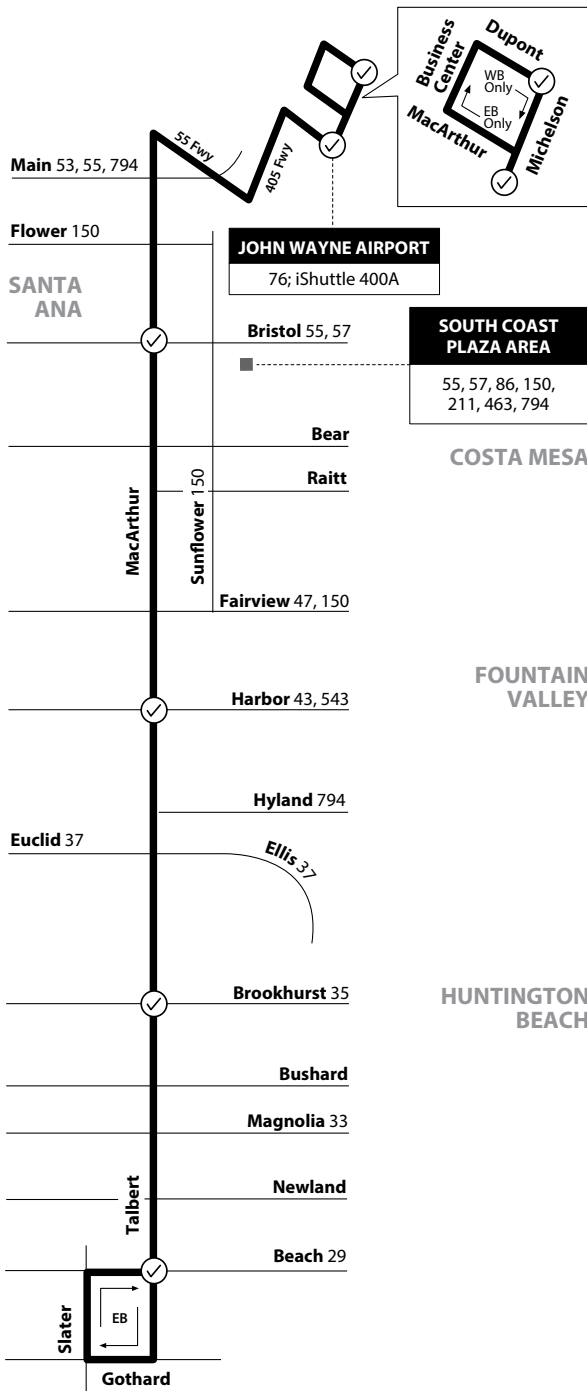 Dupont
Business
Center
WB
Only
EB
Only
MacArthur
Michelson
55 Fwy
405 Fwy
Main 53, 55, 794
Flower 150
JOHN WAYNE AIRPORT
76; iShuttle 400A
SANTA
ANA
Bristol 55, 57
SOUTH COAST
PLAZA AREA
55, 57, 86, 150,
211, 463, 794
Bear
COSTA MESA
Raitt
MacArthur
Sunflower 150
Fairview 47, 150
FOUNTAIN
VALLEY
Harbor 43, 543
Hyland 794
Euclid 37
Ellis 37
Brookhurst 35
HUNTINGTON
BEACH
Bushard
Magnolia 33
Talbert
Newland
Beach 29
Slater
EB
Gothard